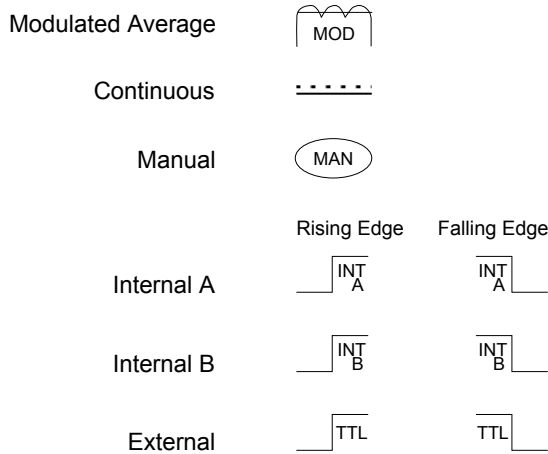 Modulated Average MOD
Continuous
Manual MAN
Rising Edge Falling Edge
Internal A INT A INT A
Internal B INT B INT B
External TTL TTL